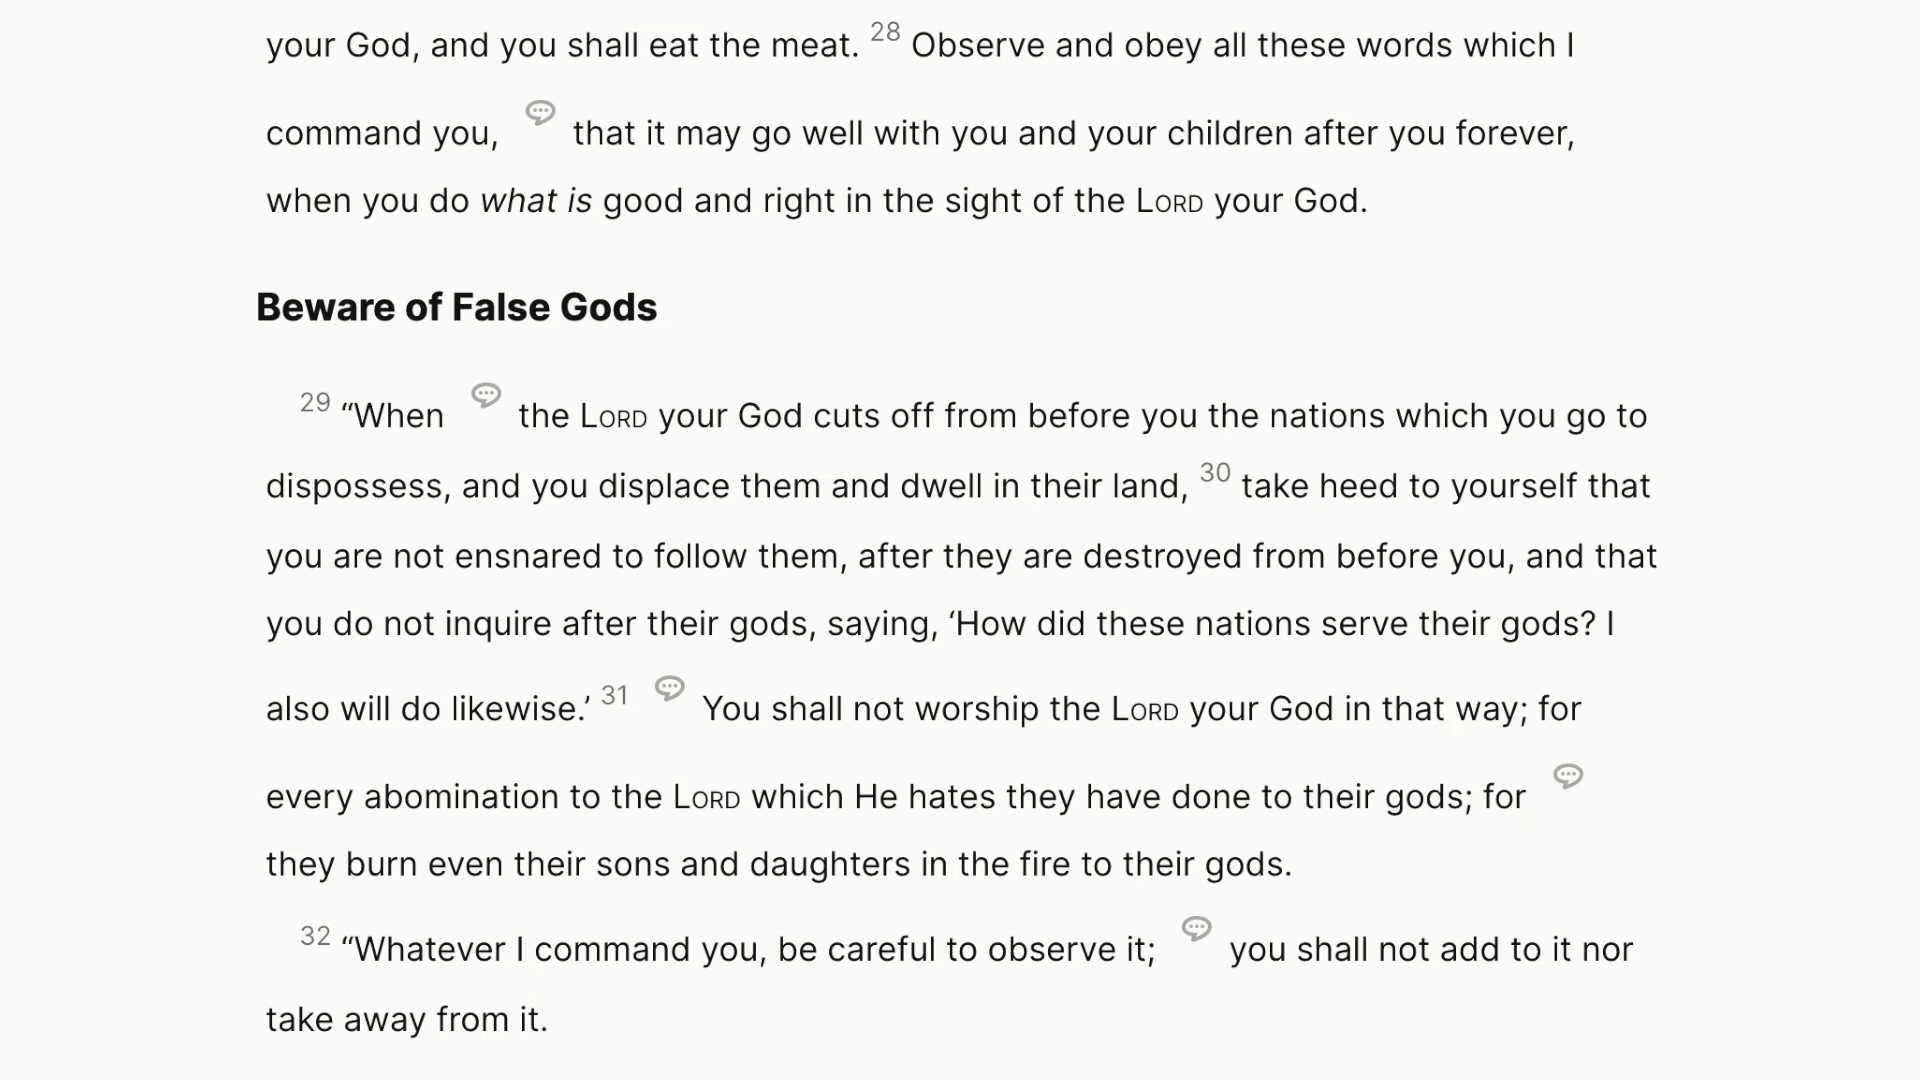 your God, and you shall eat the meat. 28 Observe and obey all these words which I
command you, that it may go well with you and your children after you forever,
when you do what is good and right in the sight of the LORD your God.
Beware of False Gods
29 “When the LORD your God cuts off from before you the nations which you go to
dispossess, and you displace them and dwell in their land, 30 take heed to yourself that
you are not ensnared to follow them, after they are destroyed from before you, and that
you do not inquire after their gods, saying, ‘How did these nations serve their gods? I
also will do likewise.’ 31 You shall not worship the LORD your God in that way; for
every abomination to the LORD which He hates they have done to their gods; for
they burn even their sons and daughters in the fire to their gods.
32 “Whatever I command you, be careful to observe it; you shall not add to it nor
take away from it.